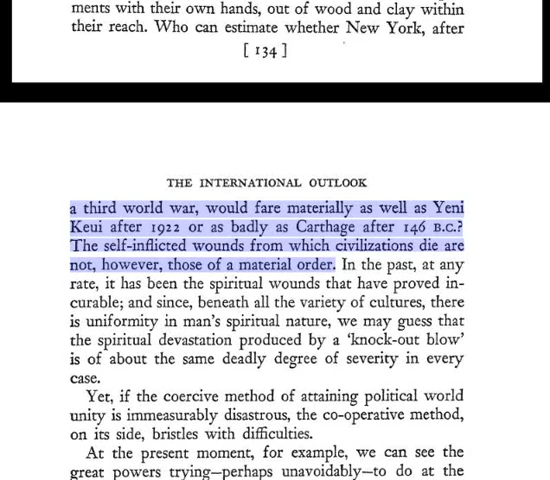 ments with their own hands, out of wood and clay within
their reach. Who can estimate whether New York, after
[ 134 ]
THE INTERNATIONAL OUTLOOK
a third world war, would fare materially as well as Yeni
Keui after 1922 or as badly as Carthage after 146 B.C.?
The self-inflicted wounds from which civilizations die are
not, however, those of a material order. In the past, at any
rate, it has been the spiritual wounds that have proved in-
curable; and since, beneath all the variety of cultures, there
is uniformity in man's spiritual nature, we may guess that
the spiritual devastation produced by a 'knock-out blow'
is of about the same deadly degree of severity in every
case.
Yet, if the coercive method of attaining political world
unity is immeasurably disastrous, the co-operative method,
on its side, bristles with difficulties.
At the present moment, for example, we can see the
great powers trying—perhaps unavoidably—to do at the